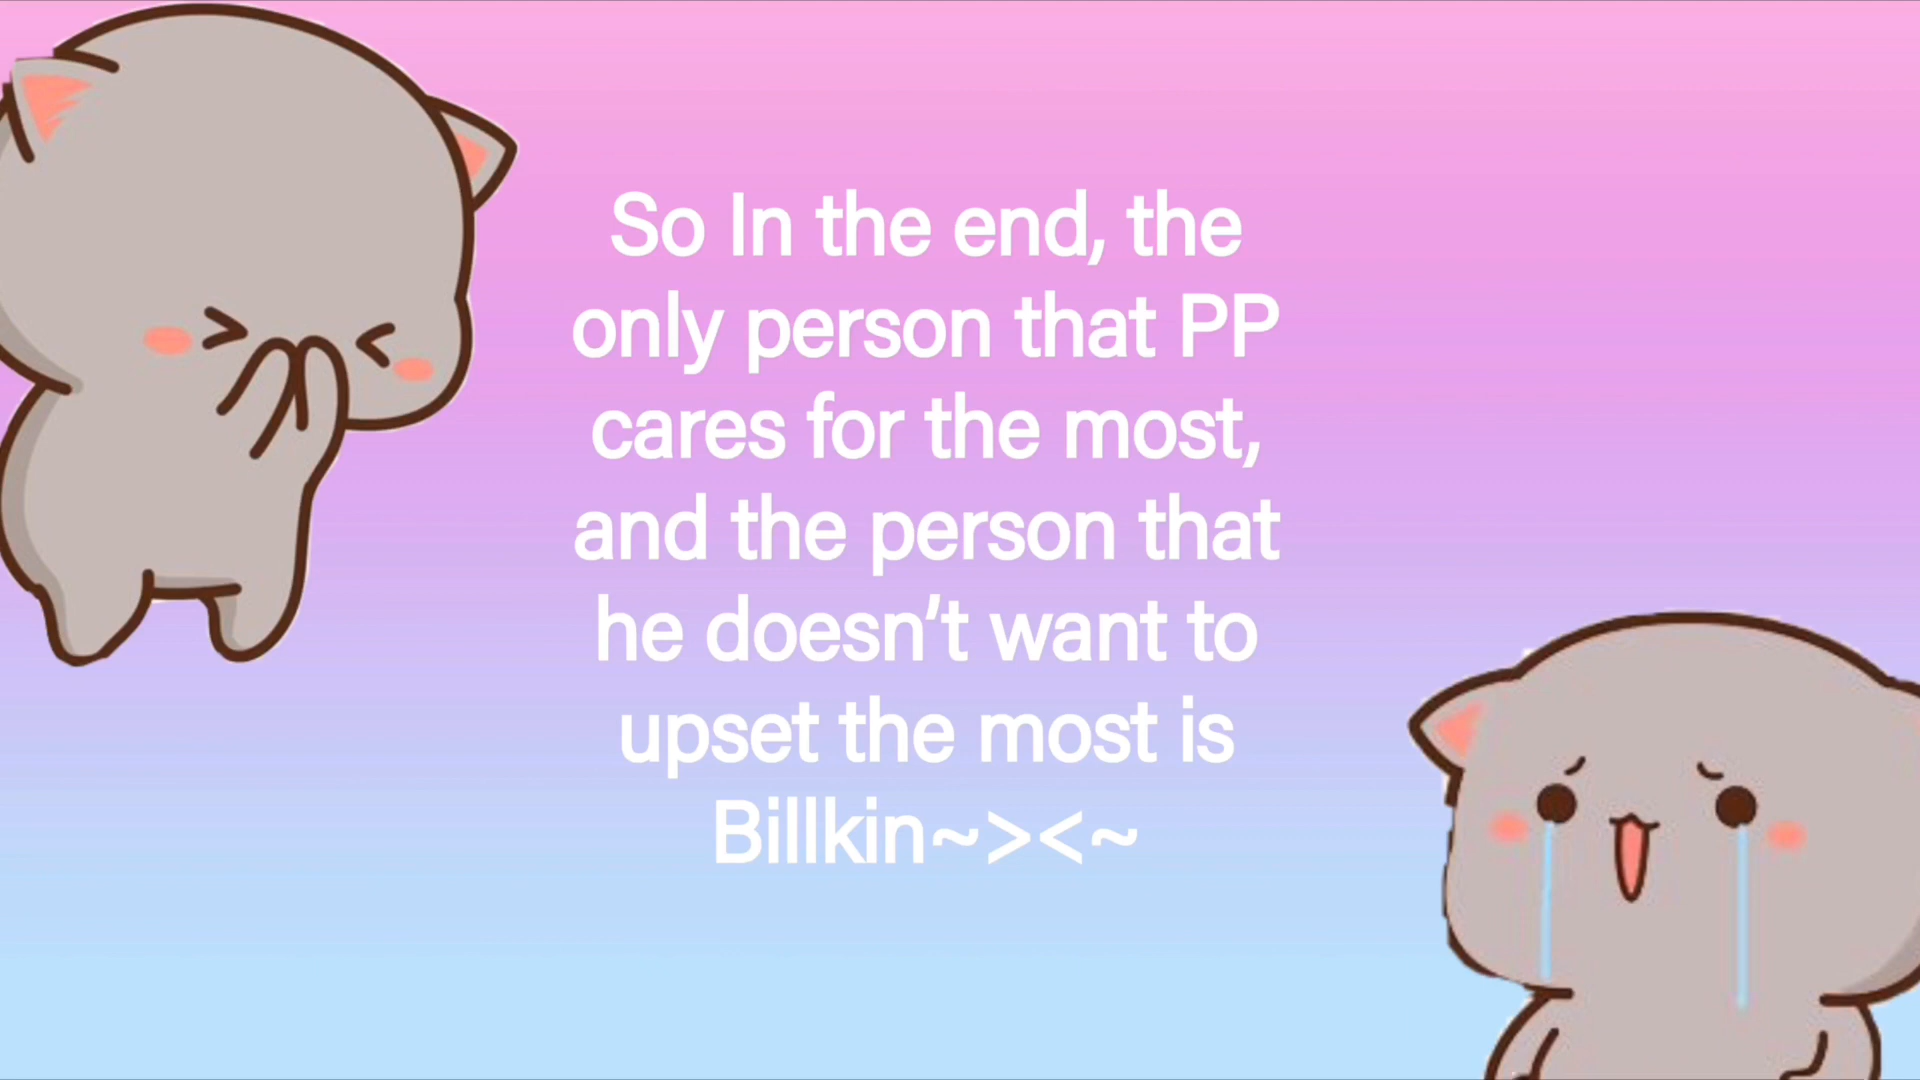 So In the end, the
only person that PP
cares for the most,
and the person that
he doesn’t want to
upset the most is
Billkin~><~